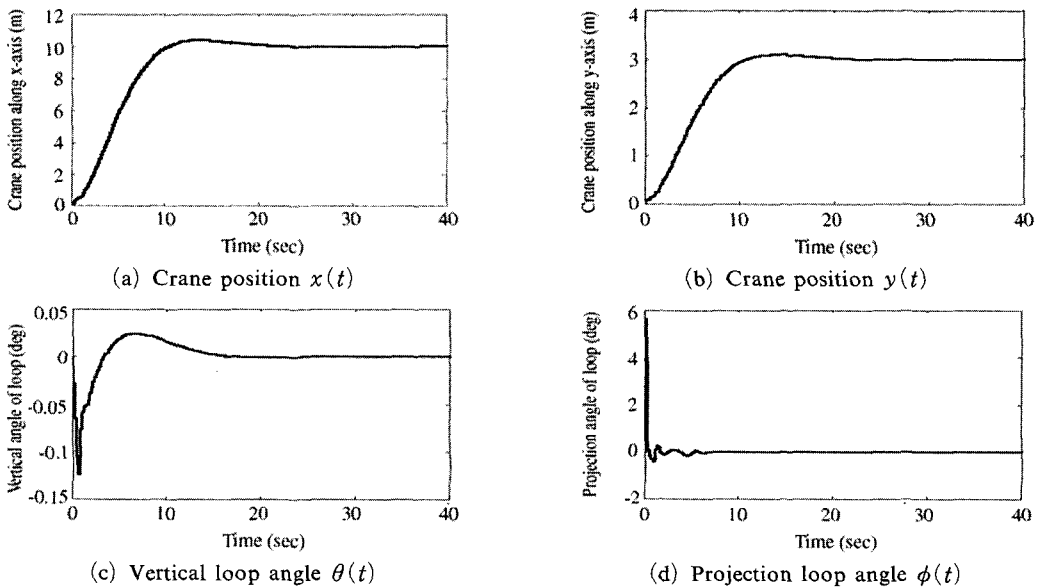 Crane position along x-axis (m)
12
10
8
6
4
2
0
0 10 20 30 40
Time (sec)
(a) Crane position x(t)
Crane position along y-axis (m)
4
3
2
1
0
0 10 20 30 40
Time (sec)
(b) Crane position y(t)
Vertical angle of loop (deg)
0.05
0
-0.05
-0.1
-0.15
0 10 20 30 40
Time (sec)
(c) Vertical loop angle θ(t)
Projection angle of loop (deg)
6
4
2
0
-2
0 10 20 30 40
Time (sec)
(d) Projection loop angle ϕ(t)